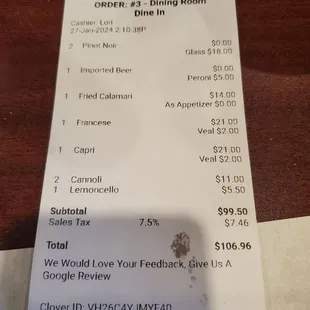 ORDER: #3 - Dining Room
Dine In
Cashier: Lori
27-Jan-2024 2:10:38P
2 Pinot Noir $0.00
Glass $18.00
1 Imported Beer $0.00
Peroni $5.00
1 Fried Calamari $14.00
As Appetizer $0.00
1 Francese $21.00
Veal $2.00
1 Capri $21.00
Veal $2.00
2 Cannoli $11.00
1 Lemoncello $5.50
Subtotal $99.50
Sales Tax 7.5% $7.46
Total $106.96
We Would Love Your Feedback, Give Us A
Google Review
Clover ID: